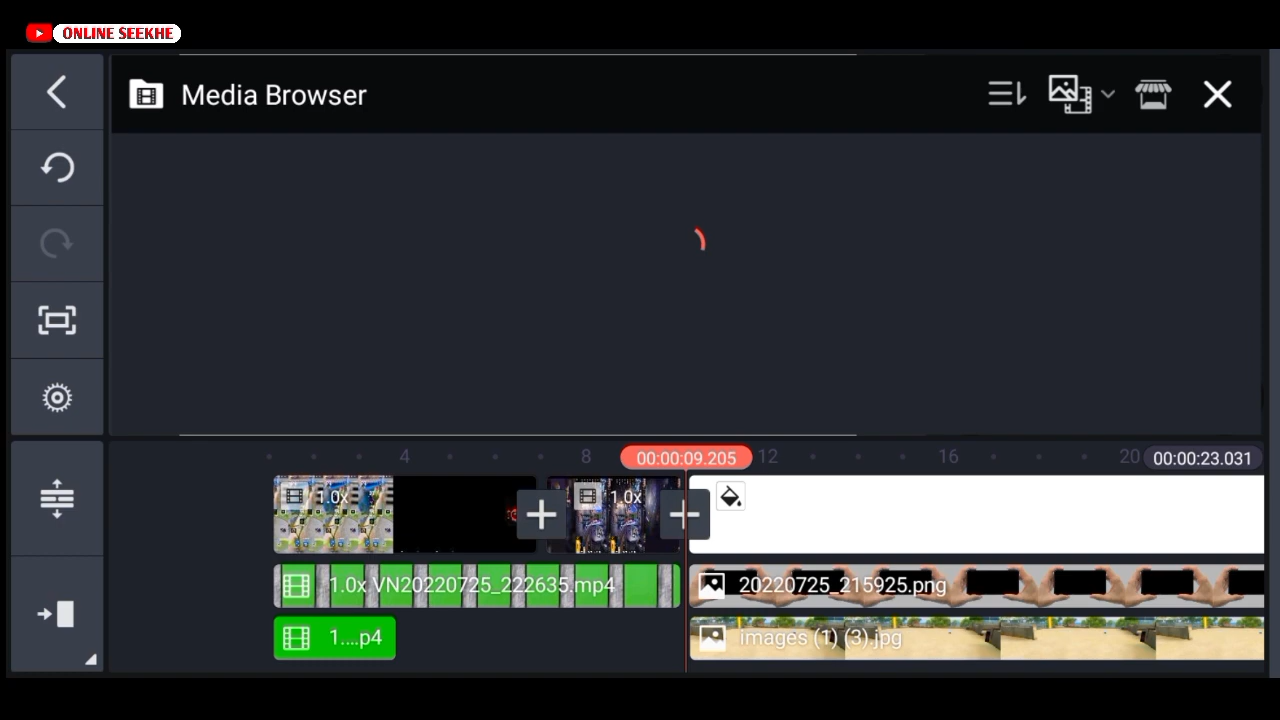 ONLINE SEEKHE
Media Browser
4 8 00:00:09.205 12 16 20 00:00:23.031
1.0x 1.0x
1.0x VN20220725_222635.mp4 20220725_215925.png
1....p4 images (1) (3).jpg